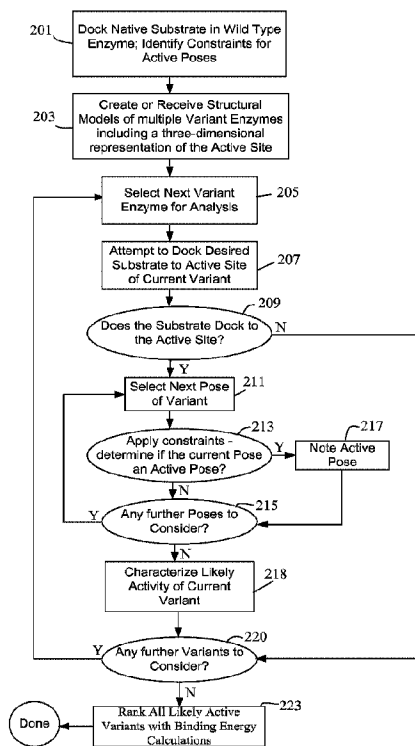 201
Dock Native Substrate in Wild Type
Enzyme; Identify Constraints for
Active Poses
203
Create or Receive Structural
Models of multiple Variant Enzymes
including a three-dimensional
representation of the Active Site
Select Next Variant
Enzyme for Analysis
205
Attempt to Dock Desired
Substrate to Active Site
of Current Variant
207
209
Does the Substrate Dock to
the Active Site?
N
Y
Select Next Pose
of Variant
211
213
Apply constraints -
determine if the current Pose
an Active Pose?
Y
217
Note Active
Pose
N
215
Y
Any further Poses to
Consider?
N
Characterize Likely
Activity of Current
Variant
218
220
Y
Any further Variants to
Consider?
N
223
Done
Rank All Likely Active
Variants with Binding Energy
Calculations